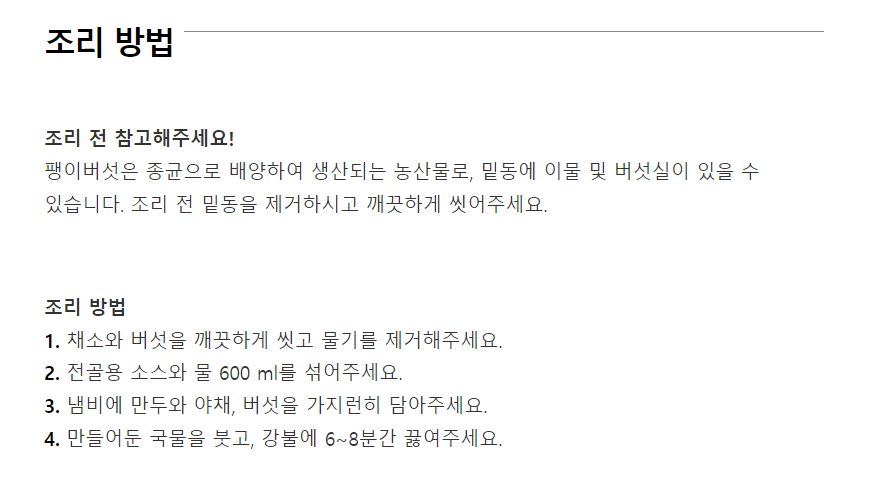 조리 방법
조리 전 참고해주세요!
팽이버섯은 종균으로 배양하여 생산되는 농산물로, 밑동에 이물 및 버섯실이 있을 수
있습니다. 조리 전 밑동을 제거하시고 깨끗하게 씻어주세요.
조리 방법
1. 채소와 버섯을 깨끗하게 씻고 물기를 제거해주세요.
2. 전골용 소스와 물 600 ml를 섞어주세요.
3. 냄비에 만두와 야채, 버섯을 가지런히 담아주세요.
4. 만들어둔 국물을 붓고, 강불에 6~8분간 끓여주세요.